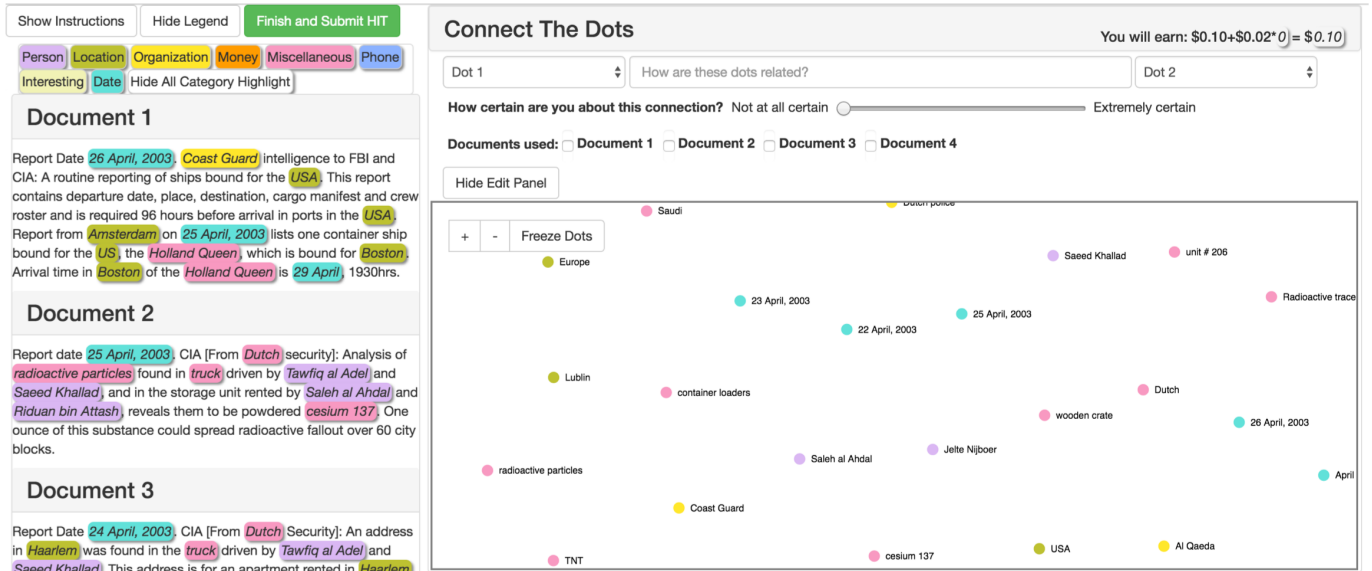 Show Instructions Hide Legend Finish and Submit HIT
Person Location Organization Money Miscellaneous Phone
Interesting Date Hide All Category Highlight
Document 1
Report Date 26 April, 2003. Coast Guard intelligence to FBI and
CIA: A routine reporting of ships bound for the USA. This report
contains departure date, place, destination, cargo manifest and crew
roster and is required 96 hours before arrival in ports in the USA.
Report from Amsterdam on 25 April, 2003 lists one container ship
bound for the US, the Holland Queen, which is bound for Boston.
Arrival time in Boston of the Holland Queen is 29 April, 1930hrs.
Document 2
Report date 25 April, 2003. CIA [From Dutch security]: Analysis of
radioactive particles found in truck driven by Tawfiq al Adel and
Saeed Khallad, and in the storage unit rented by Saleh al Ahdal and
Riduan bin Attash, reveals them to be powdered cesium 137. One
ounce of this substance could spread radioactive fallout over 60 city
blocks.
Document 3
Report Date 24 April, 2003. CIA [From Dutch Security]: An address
in Haarlem was found in the truck driven by Tawfiq al Adel and
Saeed Khallad. This address is for an apartment rented in Haarlem
Connect The Dots
You will earn: $0.10+$0.02*0 = $0.10
Dot 1 How are these dots related? Dot 2
How certain are you about this connection? Not at all certain Extremely certain
Documents used: Document 1 Document 2 Document 3 Document 4
Hide Edit Panel
+ - Freeze Dots
Saudi
Dutch police
Europe
Saeed Khallad
unit # 206
23 April, 2003
Radioactive trace
22 April, 2003
25 April, 2003
Lublin
container loaders
Dutch
wooden crate
26 April, 2003
Saleh al Ahdal
Jelte Nijboer
radioactive particles
April
Coast Guard
TNT
cesium 137
USA
Al Qaeda